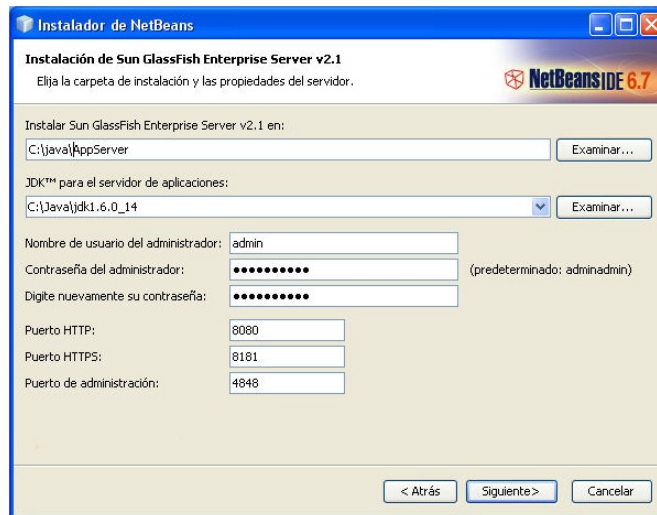 Instalador de NetBeans
Instalación de Sun GlassFish Enterprise Server v2.1
Elija la carpeta de instalación y las propiedades del servidor.
NetBeans IDE 6.7
Instalar Sun GlassFish Enterprise Server v2.1 en:
C:\java\AppServer Examinar...
JDK™ para el servidor de aplicaciones:
C:\Java\jdk1.6.0_14 Examinar...
Nombre de usuario del administrador: admin
Contraseña del administrador: •••••••••• (predeterminado: adminadmin)
Digite nuevamente su contraseña: ••••••••••
Puerto HTTP: 8080
Puerto HTTPS: 8181
Puerto de administración: 4848
< Atrás Siguiente> Cancelar